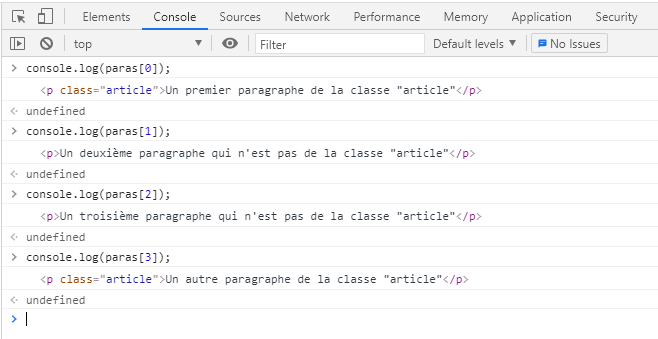 Elements Console Sources Network Performance Memory Application Security
top ▼ Filter Default levels ▼ No Issues
> console.log(paras[0]);
<p class="article">Un premier paragraphe de la classe "article"</p>
undefined
> console.log(paras[1]);
<p>Un deuxième paragraphe qui n'est pas de la classe "article"</p>
undefined
> console.log(paras[2]);
<p>Un troisième paragraphe qui n'est pas de la classe "article"</p>
undefined
> console.log(paras[3]);
<p class="article">Un autre paragraphe de la classe "article"</p>
undefined
>